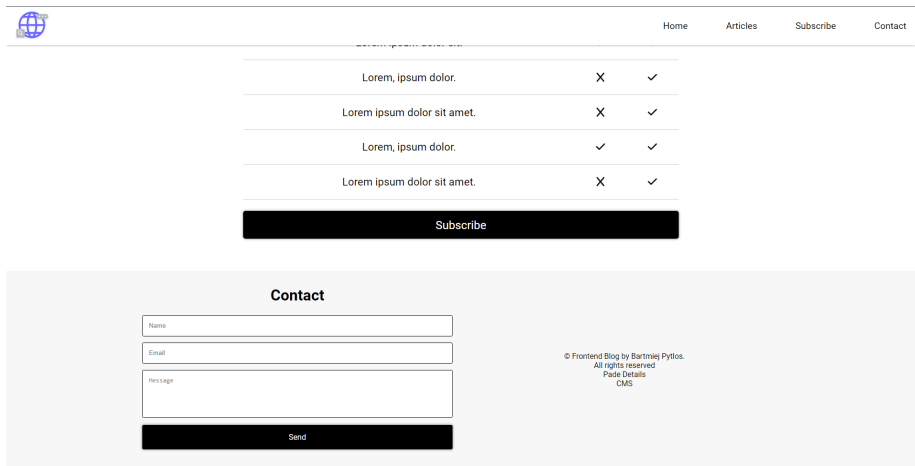 Home Articles Subscribe Contact
Lorem, ipsum dolor.
Lorem ipsum dolor sit amet.
Lorem, ipsum dolor.
Lorem ipsum dolor sit amet.
Subscribe
Contact
Name
Email
Message
Send
© Frontend Blog by Bartmiej Pytlos.
All rights reserved
Pade Details
CMS